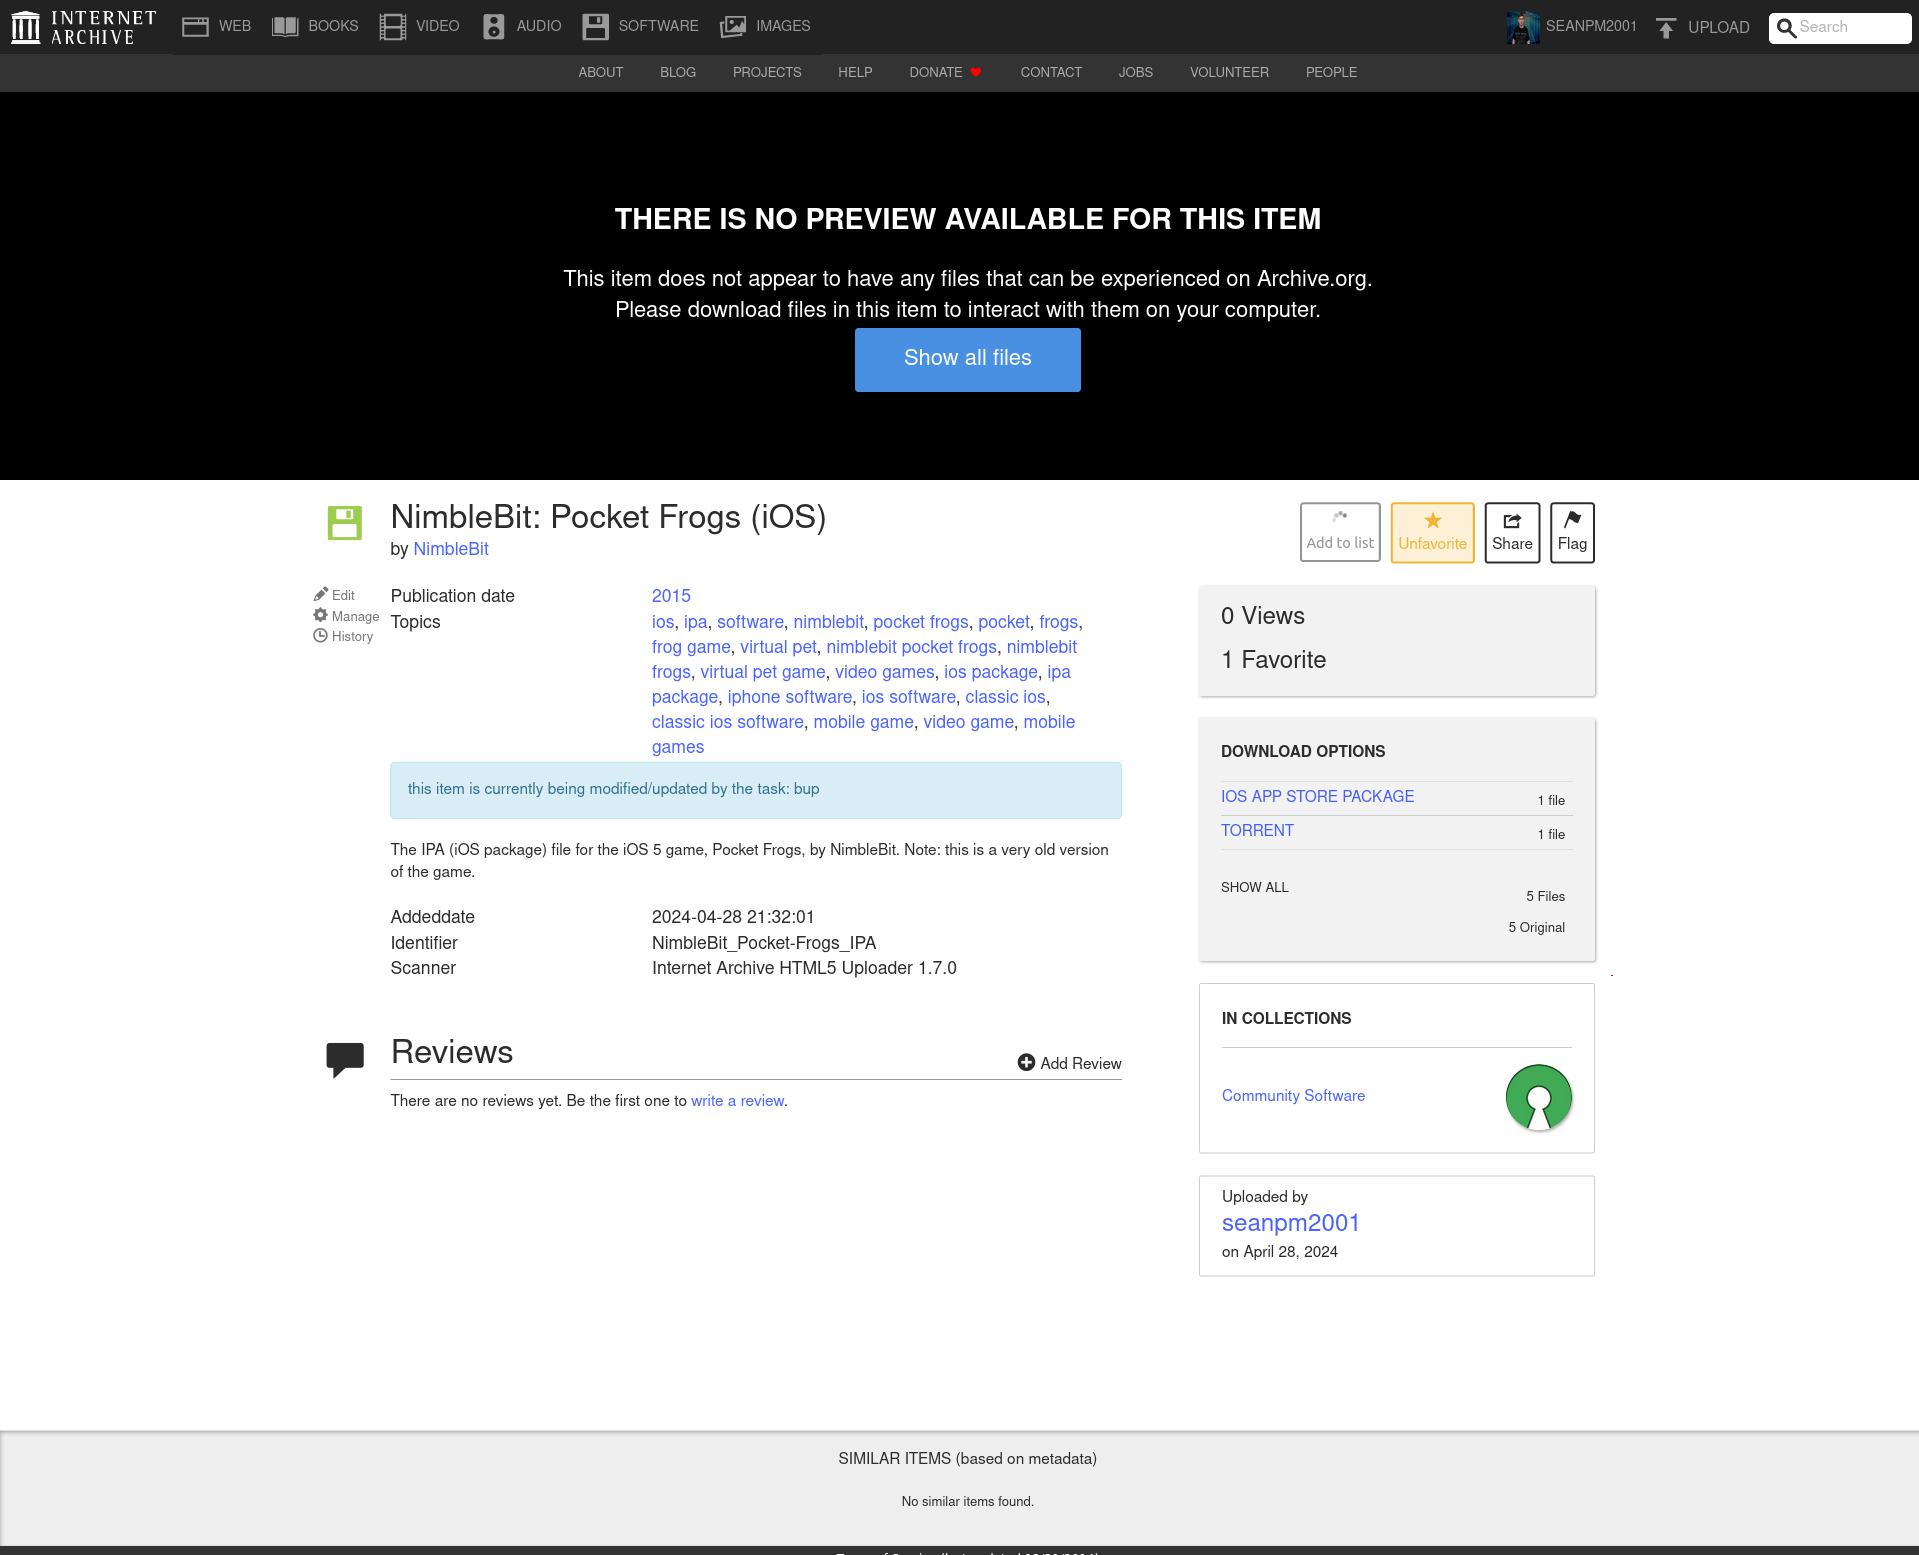 INTERNET ARCHIVE
WEB BOOKS VIDEO AUDIO SOFTWARE IMAGES SEANPM2001 UPLOAD Search
ABOUT BLOG PROJECTS HELP DONATE CONTACT JOBS VOLUNTEER PEOPLE
THERE IS NO PREVIEW AVAILABLE FOR THIS ITEM
This item does not appear to have any files that can be experienced on Archive.org.
Please download files in this item to interact with them on your computer.
Show all files
NimbleBit: Pocket Frogs (iOS)
by NimbleBit
Add to list Unfavorite Share Flag
Edit
Manage
History
Publication date 2015
Topics ios, ipa, software, nimblebit, pocket frogs, pocket, frogs,
frog game, virtual pet, nimblebit pocket frogs, nimblebit
frogs, virtual pet game, video games, ios package, ipa
package, iphone software, ios software, classic ios,
classic ios software, mobile game, video game, mobile
games
this item is currently being modified/updated by the task: bup
The IPA (iOS package) file for the iOS 5 game, Pocket Frogs, by NimbleBit. Note: this is a very old version
of the game.
Addeddate 2024-04-28 21:32:01
Identifier NimbleBit_Pocket-Frogs_IPA
Scanner Internet Archive HTML5 Uploader 1.7.0
Reviews
Add Review
There are no reviews yet. Be the first one to write a review.
0 Views
1 Favorite
DOWNLOAD OPTIONS
IOS APP STORE PACKAGE 1 file
TORRENT 1 file
SHOW ALL 5 Files
5 Original
IN COLLECTIONS
Community Software
Uploaded by
seanpm2001
on April 28, 2024
SIMILAR ITEMS (based on metadata)
No similar items found.